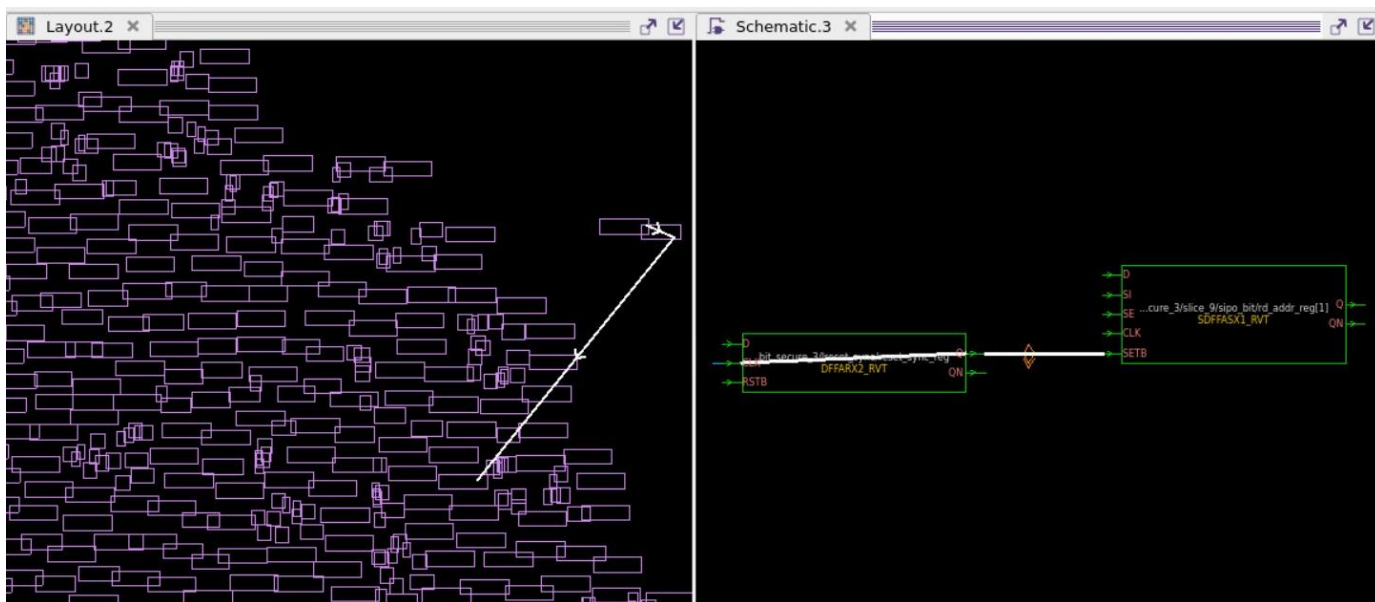 Layout.2
Schematic.3
D
SI
SE
CLK
SETB
...cure_3/slice_9/sipo_bit/rd_addr_reg[1]
SDFFASX1_RVT
Q
QN
D
RSTB
DFFARX2_RVT
QN